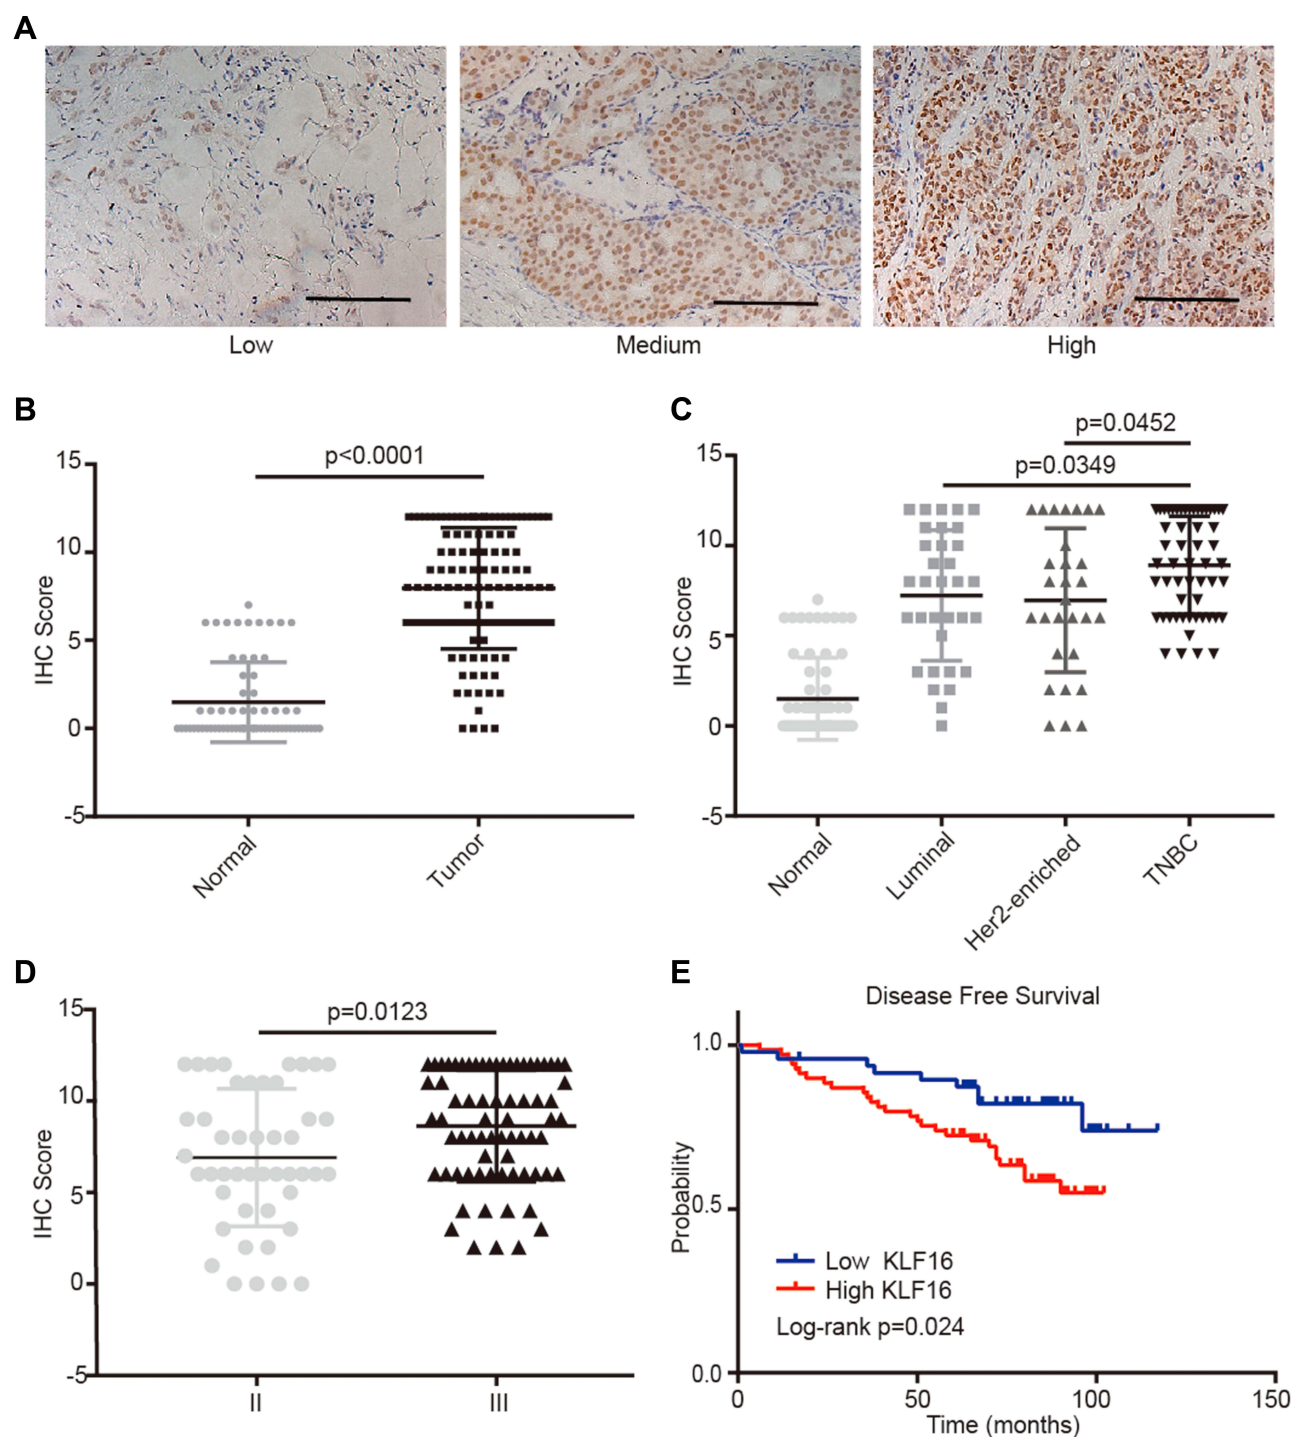 A
Low
Medium
High
B
p<0.0001
15
10
5
0
-5
IHC Score
Normal
Tumor
C
p=0.0452
p=0.0349
15
10
5
0
-5
IHC Score
Normal
Luminal
Her2-enriched
TNBC
D
p=0.0123
15
10
5
0
-5
IHC Score
II
III
E
Disease Free Survival
1.0
0.5
0.0
Probability
Low KLF16
High KLF16
Log-rank p=0.024
0
50
100
150
Time (months)